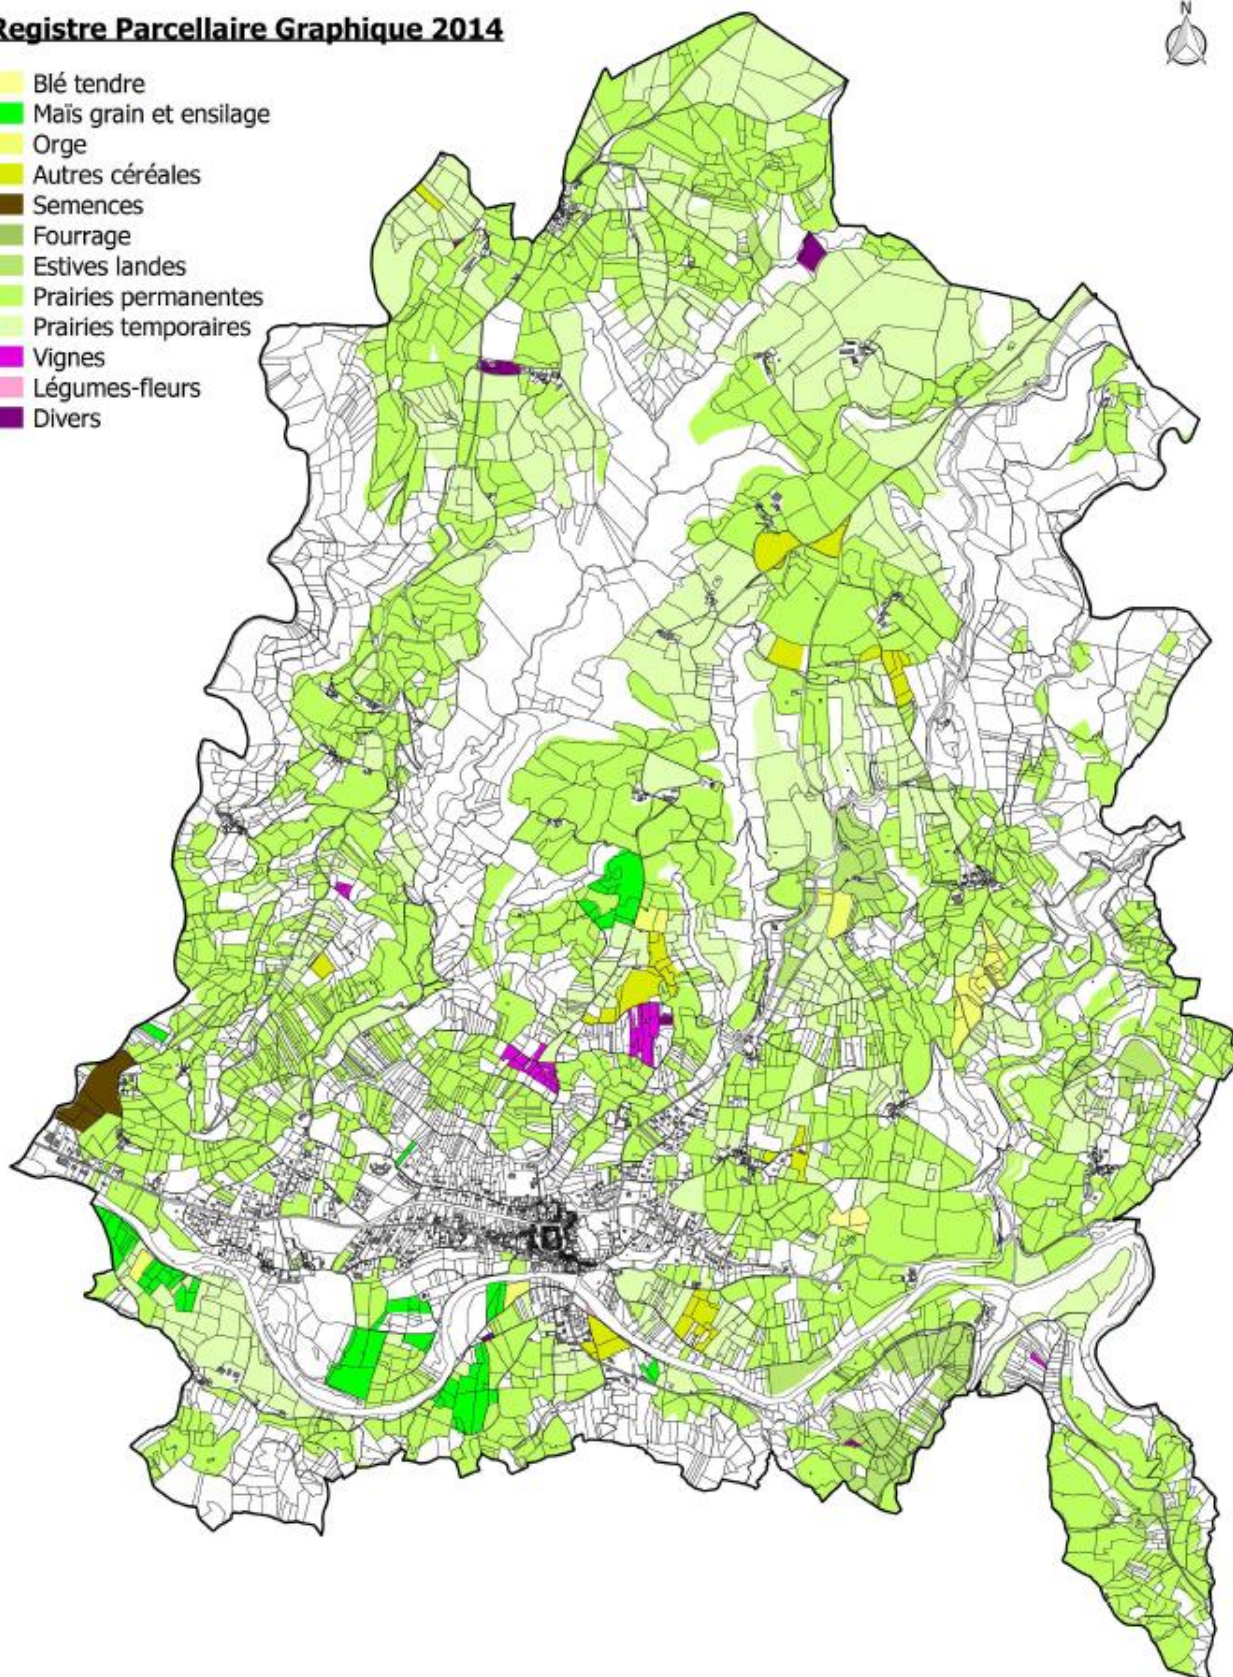 Registre Parcellaire Graphique 2014
N
Blé tendre
Maïs grain et ensilage
Orge
Autres céréales
Semences
Fourrage
Estives landes
Prairies permanentes
Prairies temporaires
Vignes
Légumes-fleurs
Divers